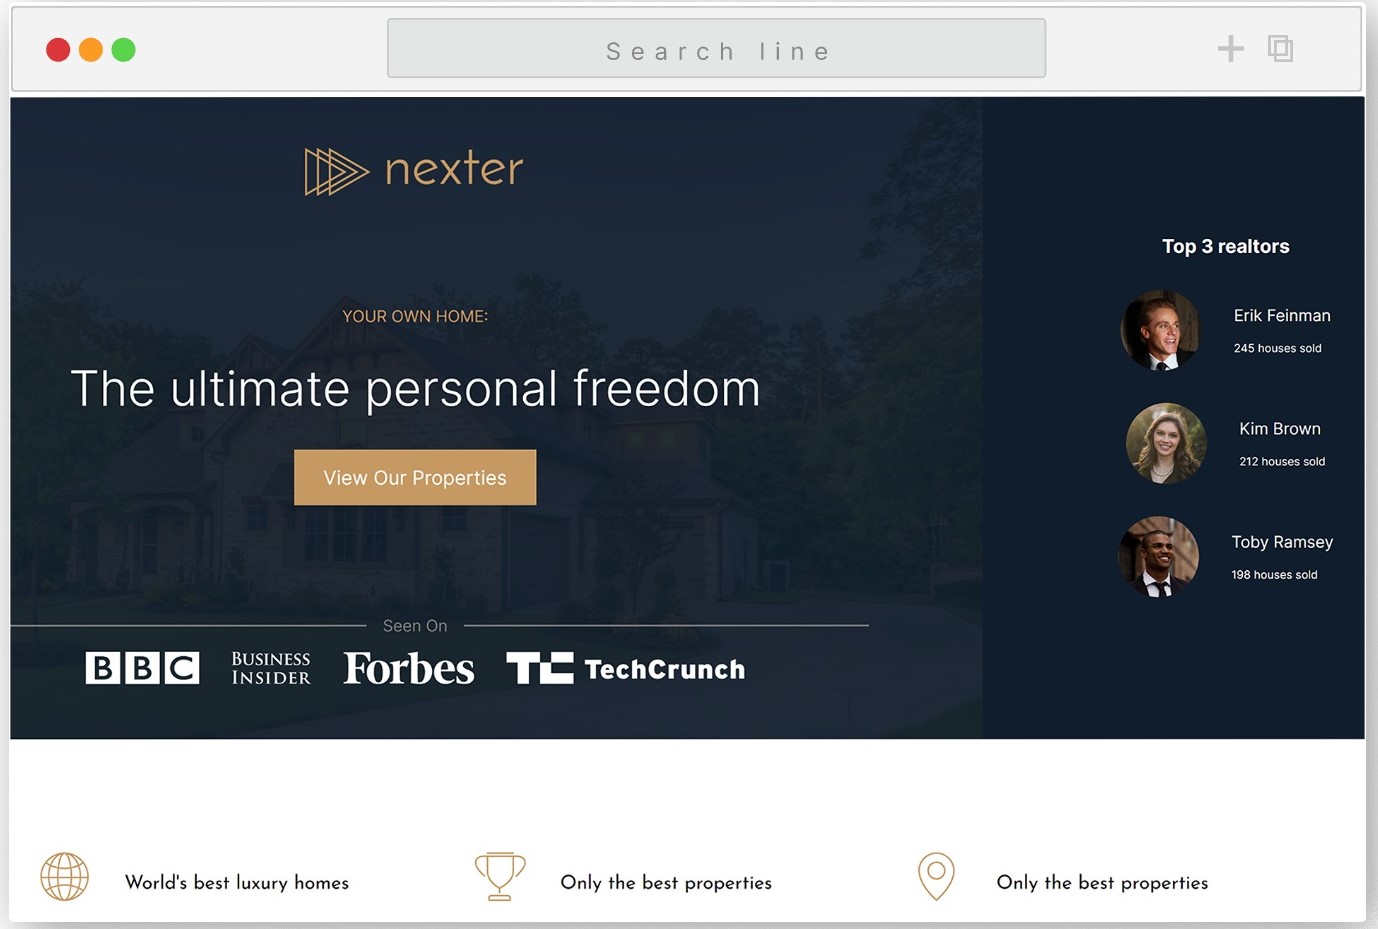 Search line
nexter
YOUR OWN HOME:
The ultimate personal freedom
View Our Properties
Seen On
BBC
BUSINESS
INSIDER
Forbes
TC TechCrunch
Top 3 realtors
Erik Feinman
245 houses sold
Kim Brown
212 houses sold
Toby Ramsey
198 houses sold
World's best luxury homes
Only the best properties
Only the best properties